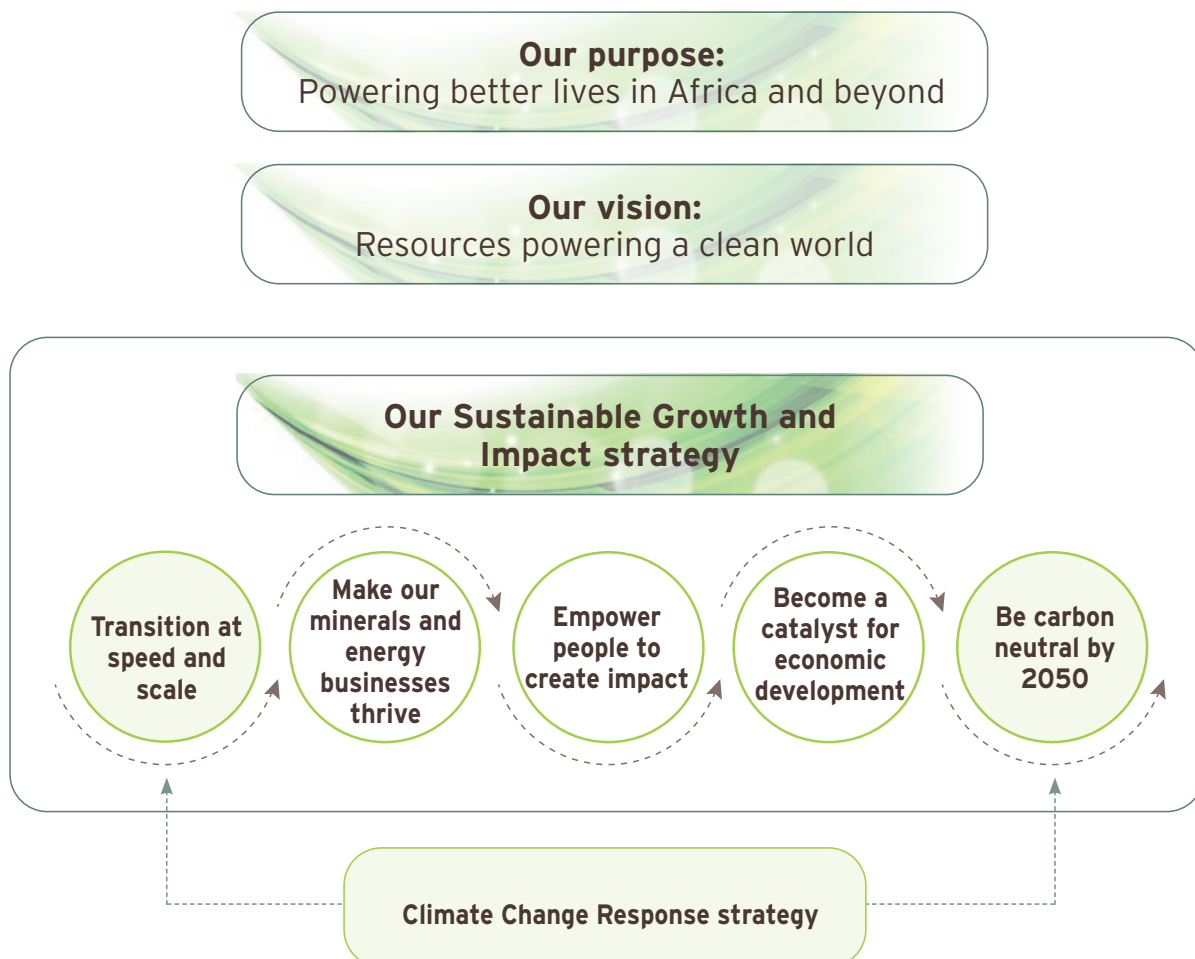 Our purpose:
Powering better lives in Africa and beyond
Our vision:
Resources powering a clean world
Our Sustainable Growth and
Impact strategy
Transition at
speed and
scale
Make our
minerals and
energy
businesses
thrive
Empower
people to
create impact
Become a
catalyst for
economic
development
Be carbon
neutral by
2050
Climate Change Response strategy